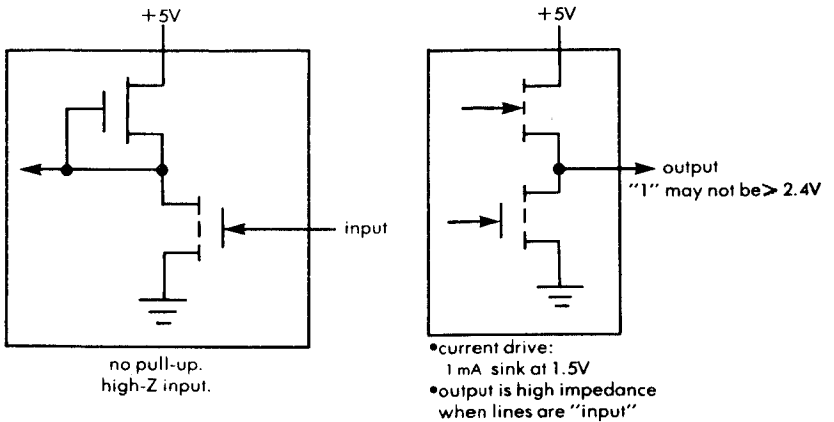 +5V
input
no pull-up.
high-Z input.
+5V
output
"1" may not be > 2.4V
•current drive:
1 mA sink at 1.5V
•output is high impedance
when lines are "input"